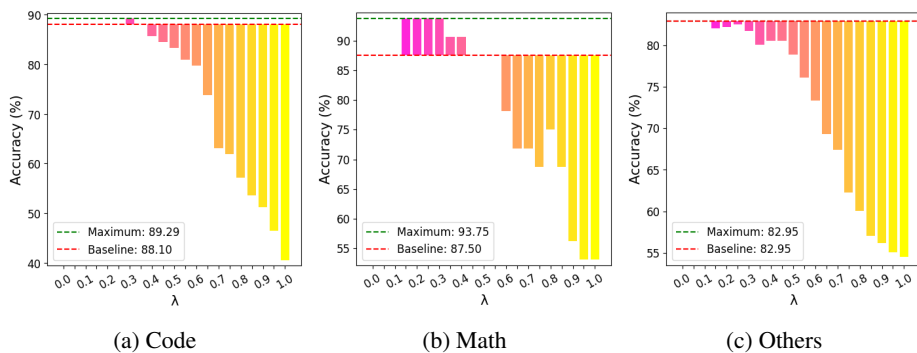 90
80
70
60
50
40
Accuracy (%)
Maximum: 89.29
Baseline: 88.10
0.0 0.1 0.2 0.3 0.4 0.5 0.6 0.7 0.8 0.9 1.0
λ
(a) Code
90
85
80
75
70
65
60
55
Accuracy (%)
Maximum: 93.75
Baseline: 87.50
0.0 0.1 0.2 0.3 0.4 0.5 0.6 0.7 0.8 0.9 1.0
λ
(b) Math
80
75
70
65
60
55
Accuracy (%)
Maximum: 82.95
Baseline: 82.95
0.0 0.1 0.2 0.3 0.4 0.5 0.6 0.7 0.8 0.9 1.0
λ
(c) Others